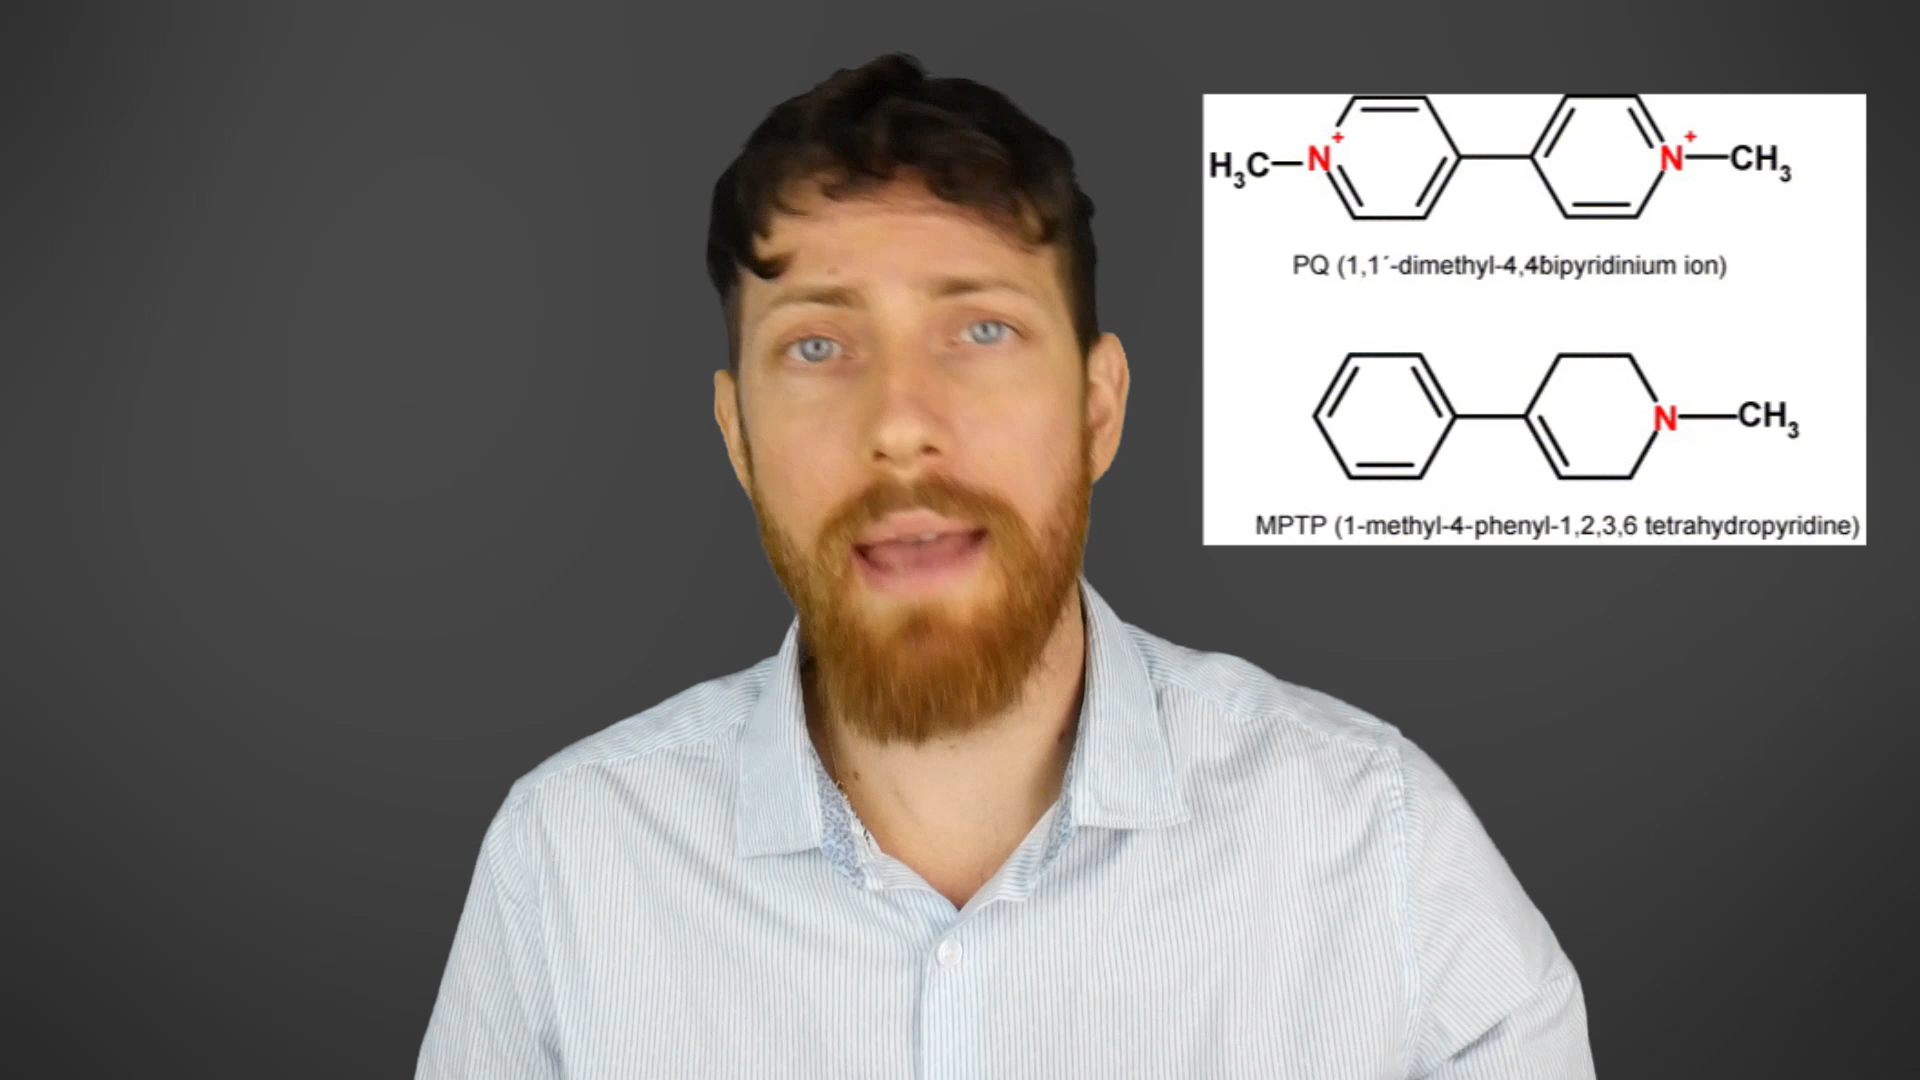 H₃C N⁺ N⁺ CH₃
PQ (1,1´-dimethyl-4,4bipyridinium ion)
N CH₃
MPTP (1-methyl-4-phenyl-1,2,3,6 tetrahydropyridine)